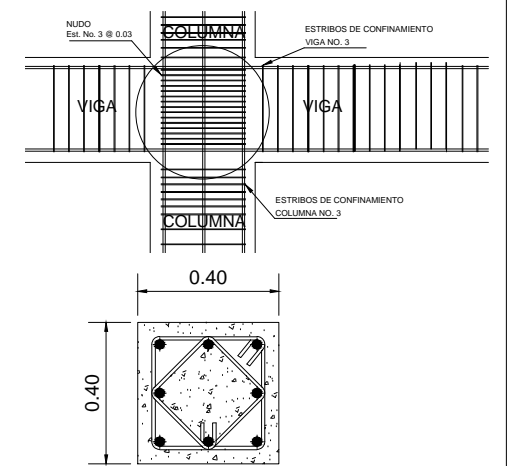 NUDO
Est. No. 3 @ 0.03
COLUMNA
ESTRIBOS DE CONFINAMIENTO
VIGA NO. 3
VIGA
VIGA
ESTRIBOS DE CONFINAMIENTO
COLUMNA NO. 3
COLUMNA
0.40
0.40